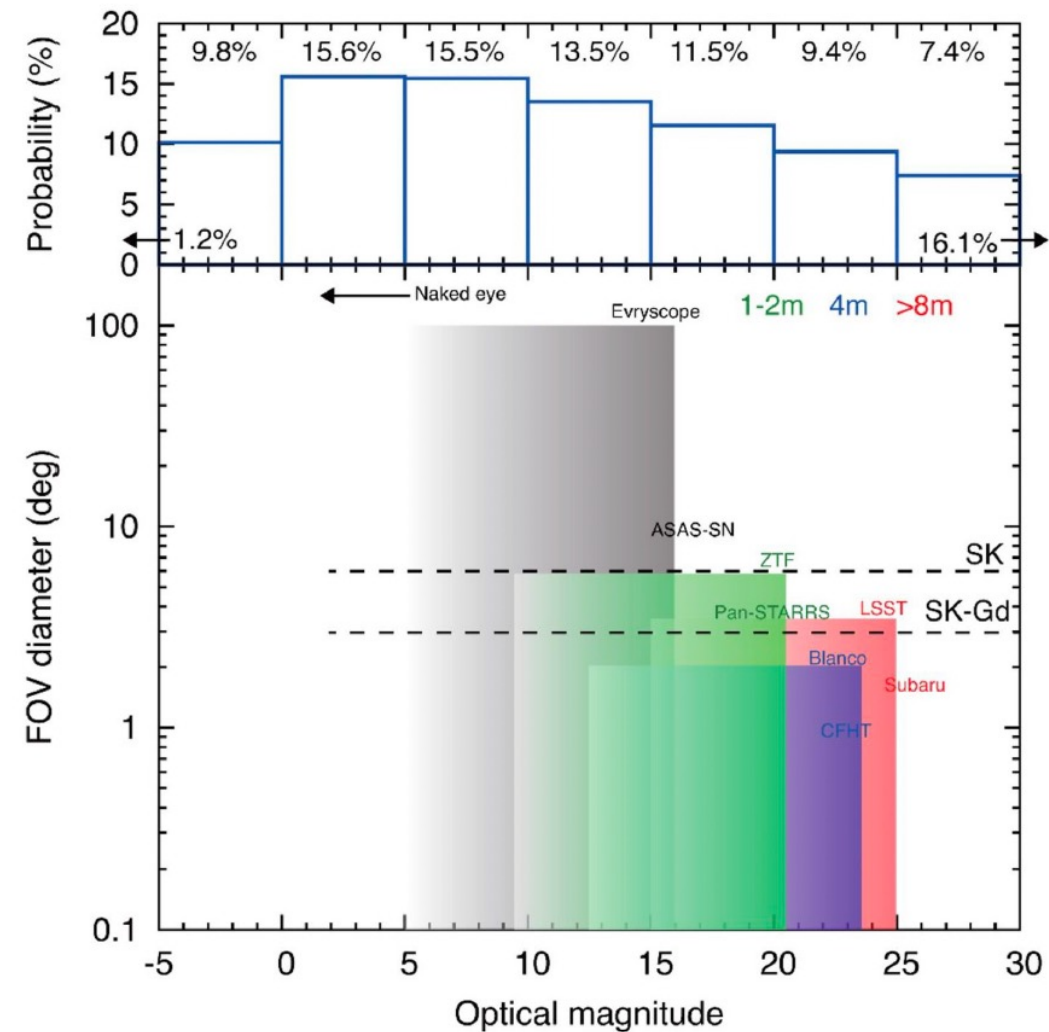 Probability (%)
20
15
10
5
0
9.8% 15.6% 15.5% 13.5% 11.5% 9.4% 7.4%
1.2%
16.1%
Naked eye
Evryscope
1-2m 4m >8m
FOV diameter (deg)
100
10
1
0.1
ASAS-SN
ZTF
SK
Pan-STARRS
LSST
SK-Gd
Blanco
Subaru
CFHT
-5 0 5 10 15 20 25 30
Optical magnitude